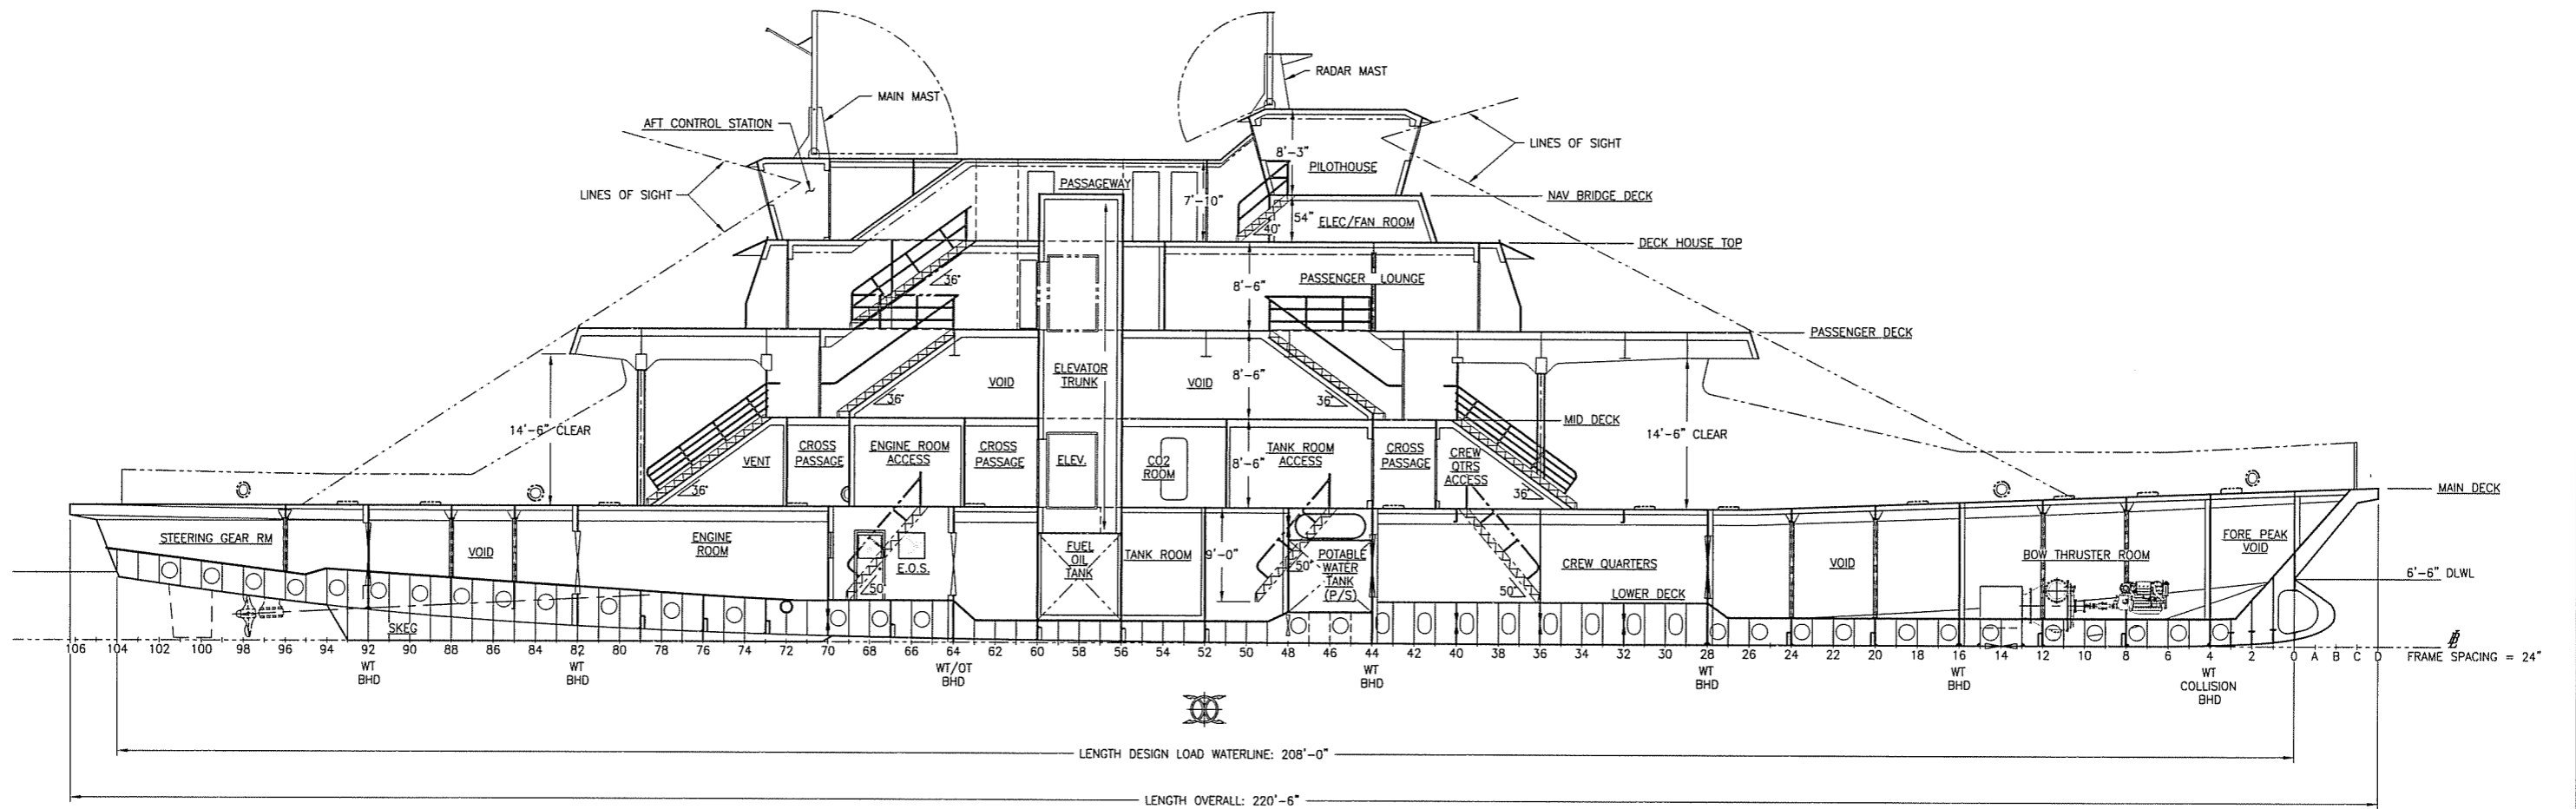 RADAR MAST
MAIN MAST
AFT CONTROL STATION
LINES OF SIGHT
8'-3"
PILOTHOUSE
PASSAGEWAY
LINES OF SIGHT
7'-10"
NAV BRIDGE DECK
54"
ELEC/FAN ROOM
40°
DECK HOUSE TOP
36°
8'-6"
PASSENGER LOUNGE
PASSENGER DECK
VOID
ELEVATOR
TRUNK
VOID
8'-6"
36°
36°
MID DECK
14'-6" CLEAR
14'-6" CLEAR
VENT
CROSS
PASSAGE
ENGINE ROOM
ACCESS
CROSS
PASSAGE
ELEV.
CO2
ROOM
8'-6"
TANK ROOM
ACCESS
CROSS
PASSAGE
CREW
QTRS
ACCESS
36°
36°
MAIN DECK
STEERING GEAR RM
VOID
ENGINE
ROOM
E.O.S.
50°
FUEL
OIL
TANK
TANK ROOM
9'-0"
50°
POTABLE
WATER
TANK
(P/S)
50°
CREW QUARTERS
LOWER DECK
VOID
BOW THRUSTER ROOM
FORE PEAK
VOID
6'-6" DLWL
SKEG
106 104 102 100 98 96 94 92 90 88 86 84 82 80 78 76 74 72 70 68 66 64 62 60 58 56 54 52 50 48 46 44 42 40 38 36 34 32 30 28 26 24 22 20 18 16 14 12 10 8 6 4 2 0 A B C D FRAME SPACING = 24"
WT
BHD
WT
BHD
WT/OT
BHD
WT
BHD
WT
BHD
WT
BHD
WT
COLLISION
BHD
LENGTH DESIGN LOAD WATERLINE: 208'-0"
LENGTH OVERALL: 220'-6"